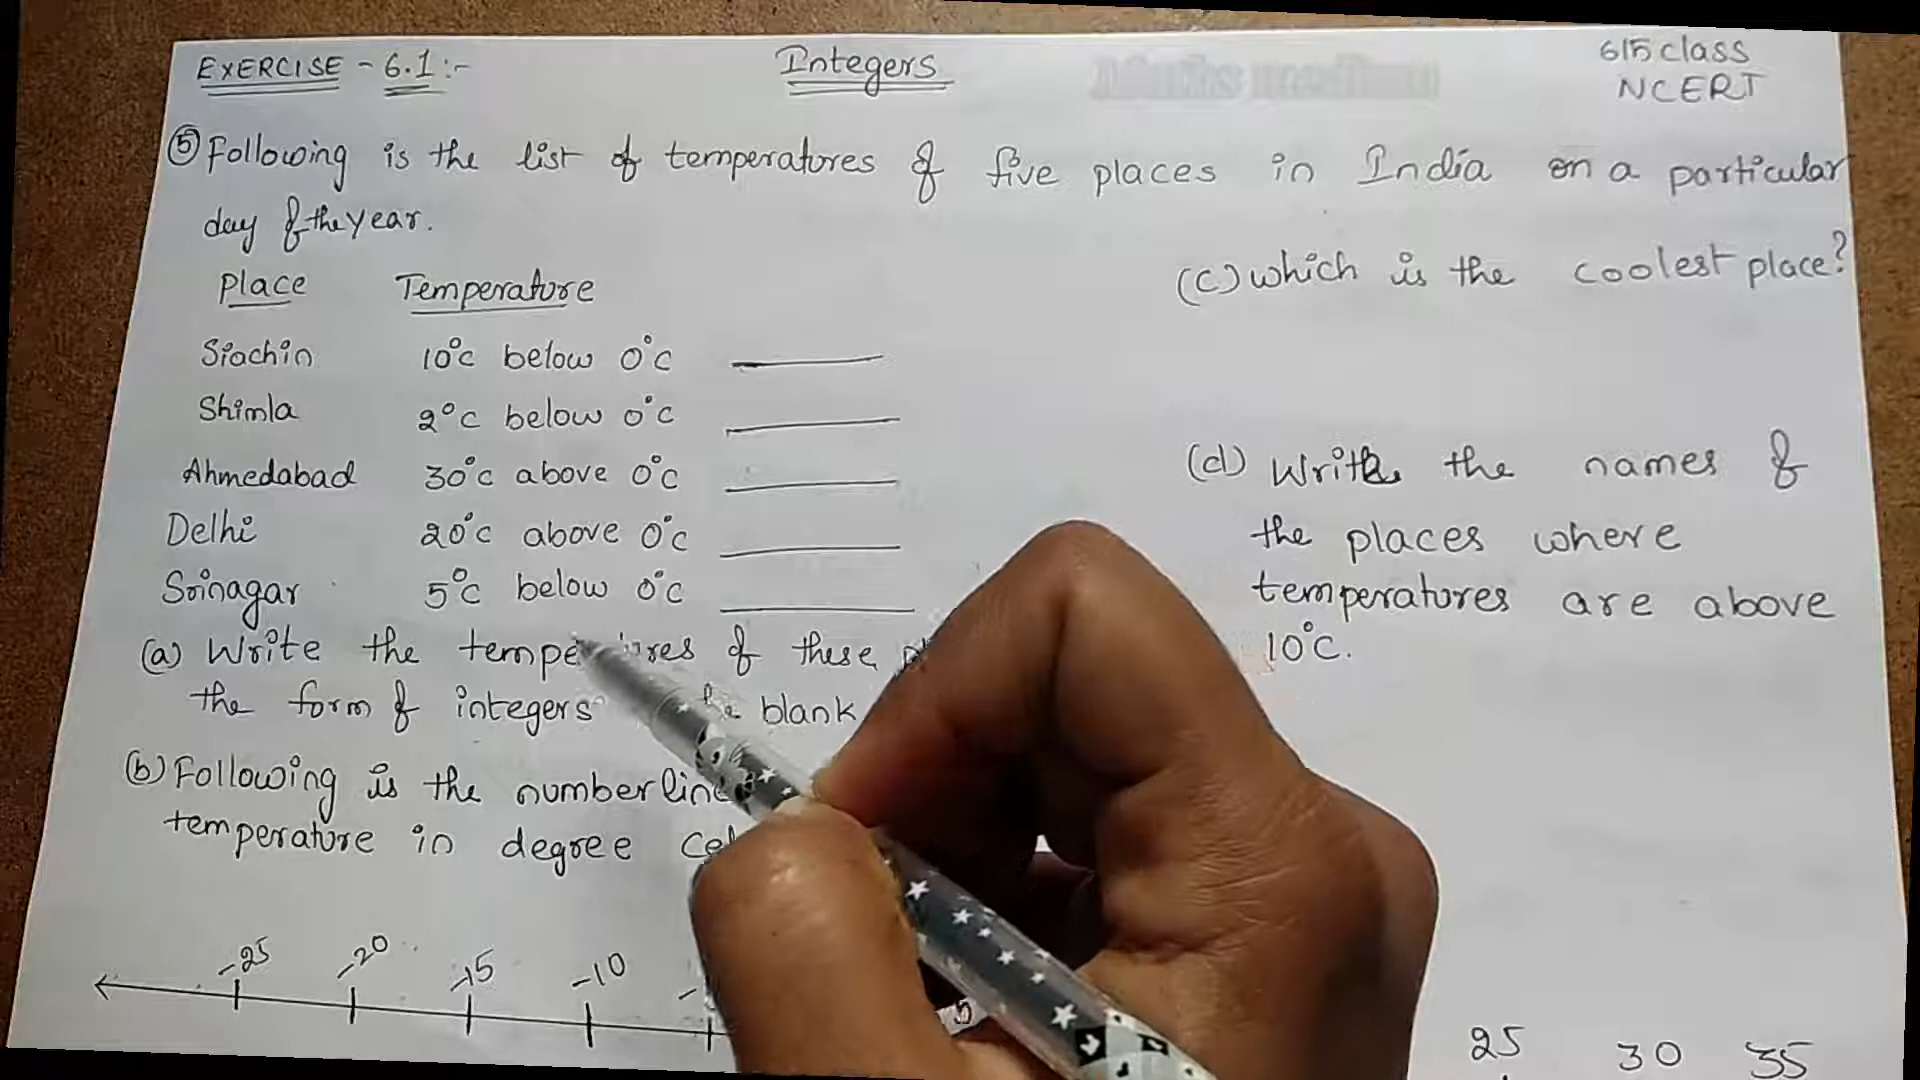 EXERCISE - 6.1:-
Integers
6th class
NCERT
Maths medium
⑤ Following is the list of temperatures of five places in India on a particular
day of the year.
Place Temperature
Siachin 10°c below 0°c
Shimla 2°c below 0°c
Ahmedabad 30°c above 0°c
Delhi 20°c above 0°c
Srinagar 5°c below 0°c
(a) Write the of these
the form of integers blank
(b) Following is the numberline
temperature in degree
-25 -20 -15 -10 5 25 30 35
(c) which is the coolest place?
(d) Write the names of
the places where
temperatures are above
10°C.